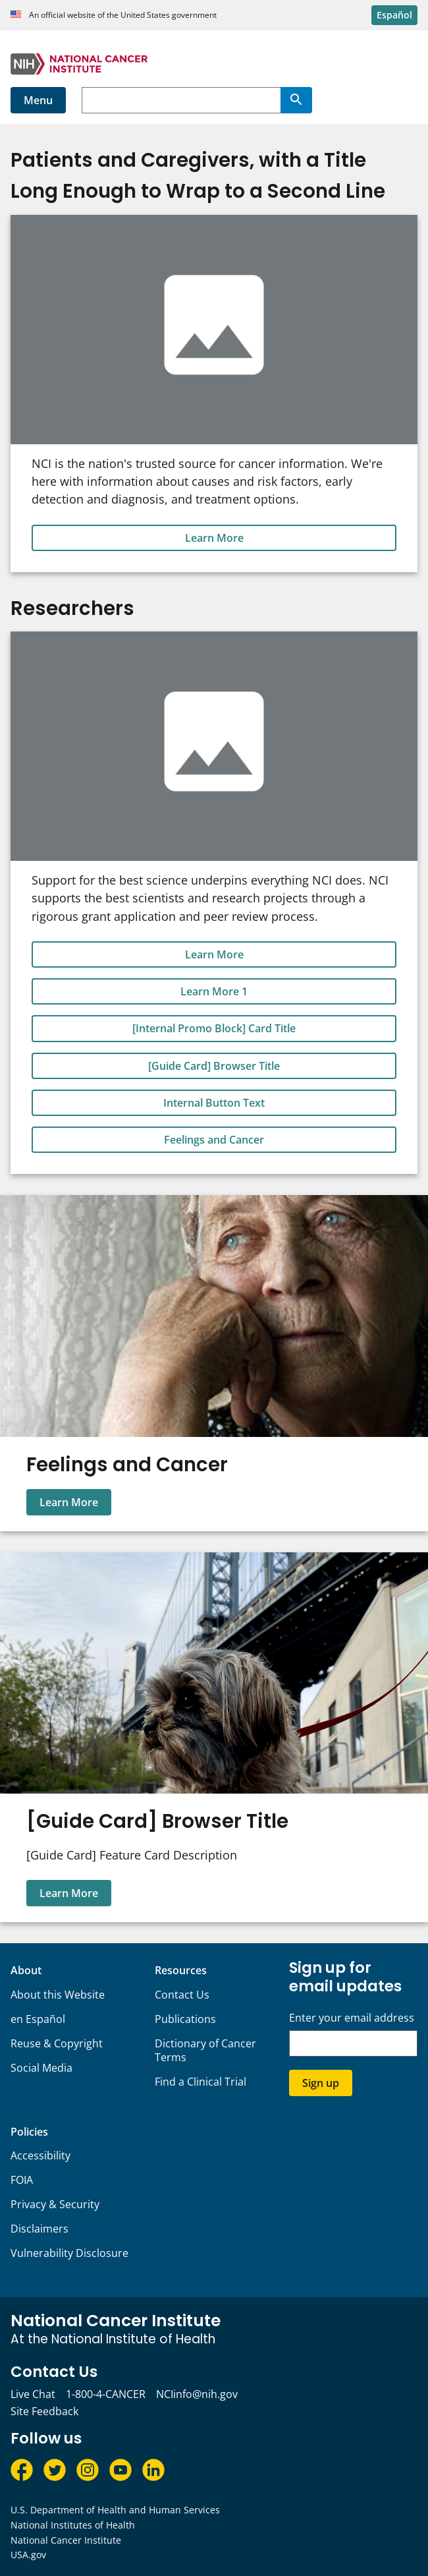 An official website of the United States government
Español
NIH NATIONAL CANCER
INSTITUTE
Menu
Patients and Caregivers, with a Title
Long Enough to Wrap to a Second Line
NCI is the nation's trusted source for cancer information. We're
here with information about causes and risk factors, early
detection and diagnosis, and treatment options.
Learn More
Researchers
Support for the best science underpins everything NCI does. NCI
supports the best scientists and research projects through a
rigorous grant application and peer review process.
Learn More
Learn More 1
[Internal Promo Block] Card Title
[Guide Card] Browser Title
Internal Button Text
Feelings and Cancer
Feelings and Cancer
Learn More
[Guide Card] Browser Title
[Guide Card] Feature Card Description
Learn More
About
About this Website
en Español
Reuse & Copyright
Social Media
Resources
Contact Us
Publications
Dictionary of Cancer
Terms
Find a Clinical Trial
Sign up for
email updates
Enter your email address
Sign up
Policies
Accessibility
FOIA
Privacy & Security
Disclaimers
Vulnerability Disclosure
National Cancer Institute
At the National Institute of Health
Contact Us
Live Chat 1-800-4-CANCER NCIinfo@nih.gov
Site Feedback
Follow us
U.S. Department of Health and Human Services
National Institutes of Health
National Cancer Institute
USA.gov